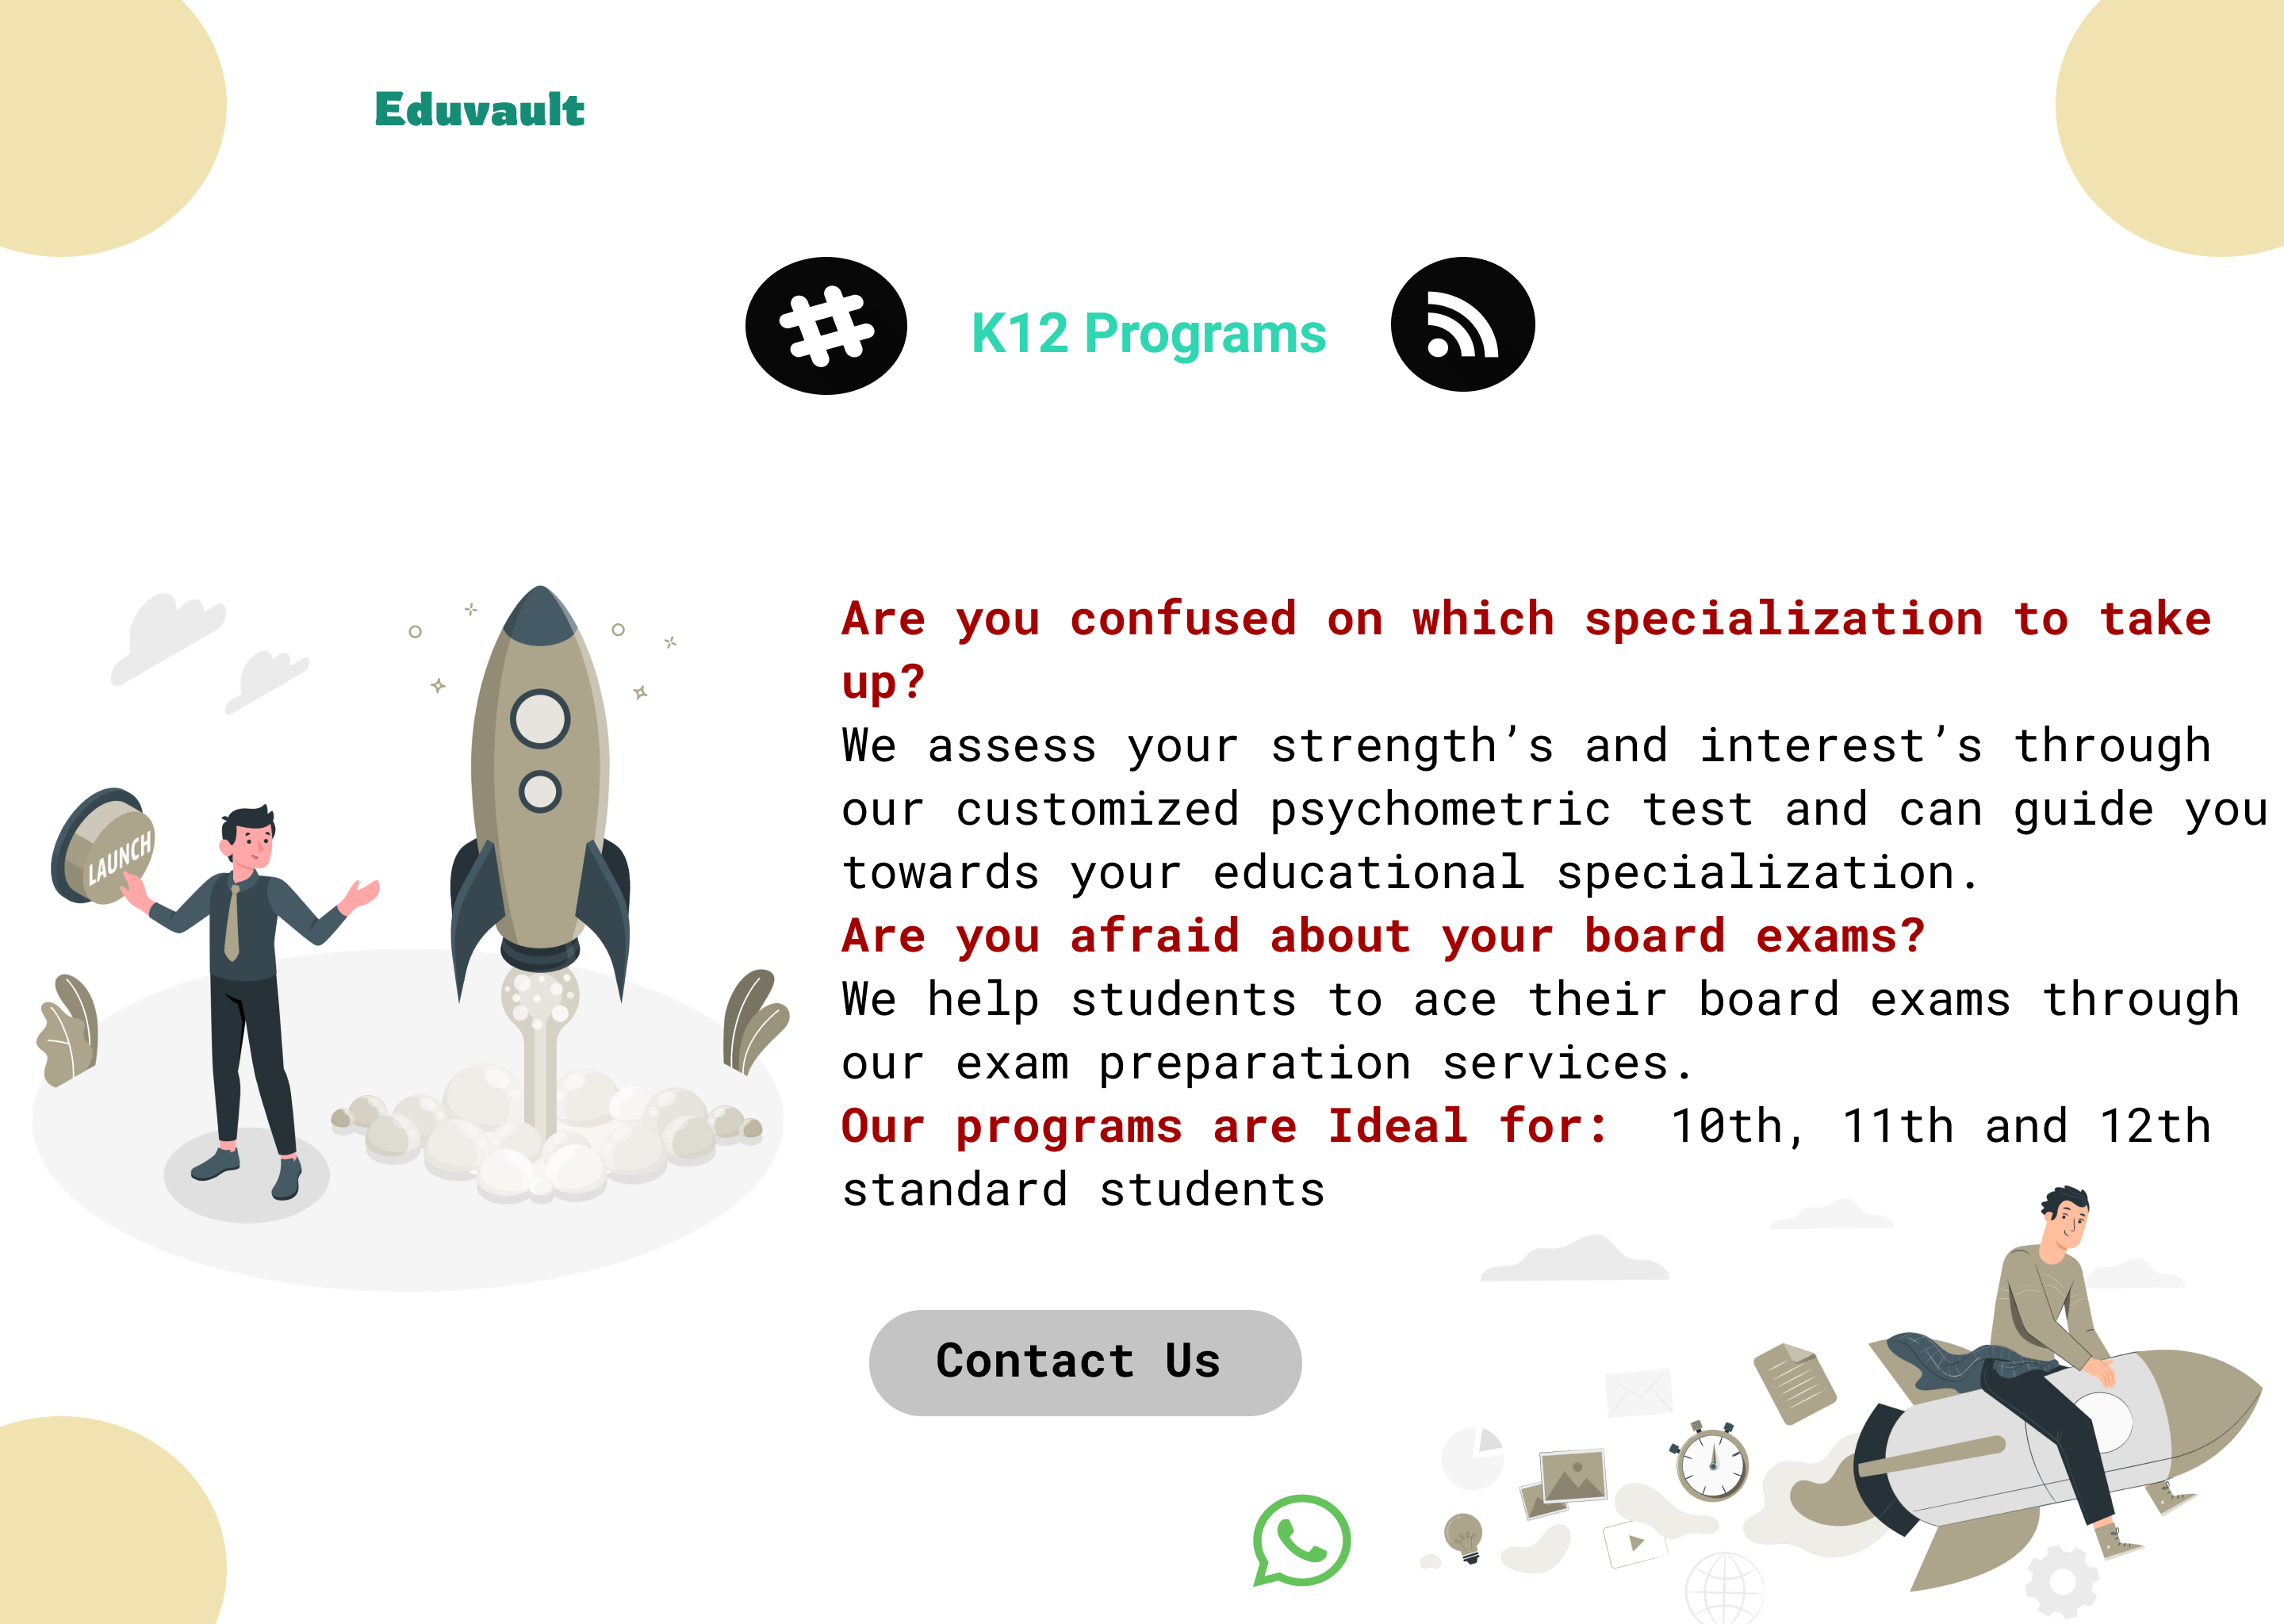 Eduvault
K12 Programs
Are you confused on which specialization to take
up?
We assess your strength’s and interest’s through
our customized psychometric test and can guide you
towards your educational specialization.
Are you afraid about your board exams?
We help students to ace their board exams through
our exam preparation services.
Our programs are Ideal for:  10th, 11th and 12th
standard students
LAUNCH
Contact Us